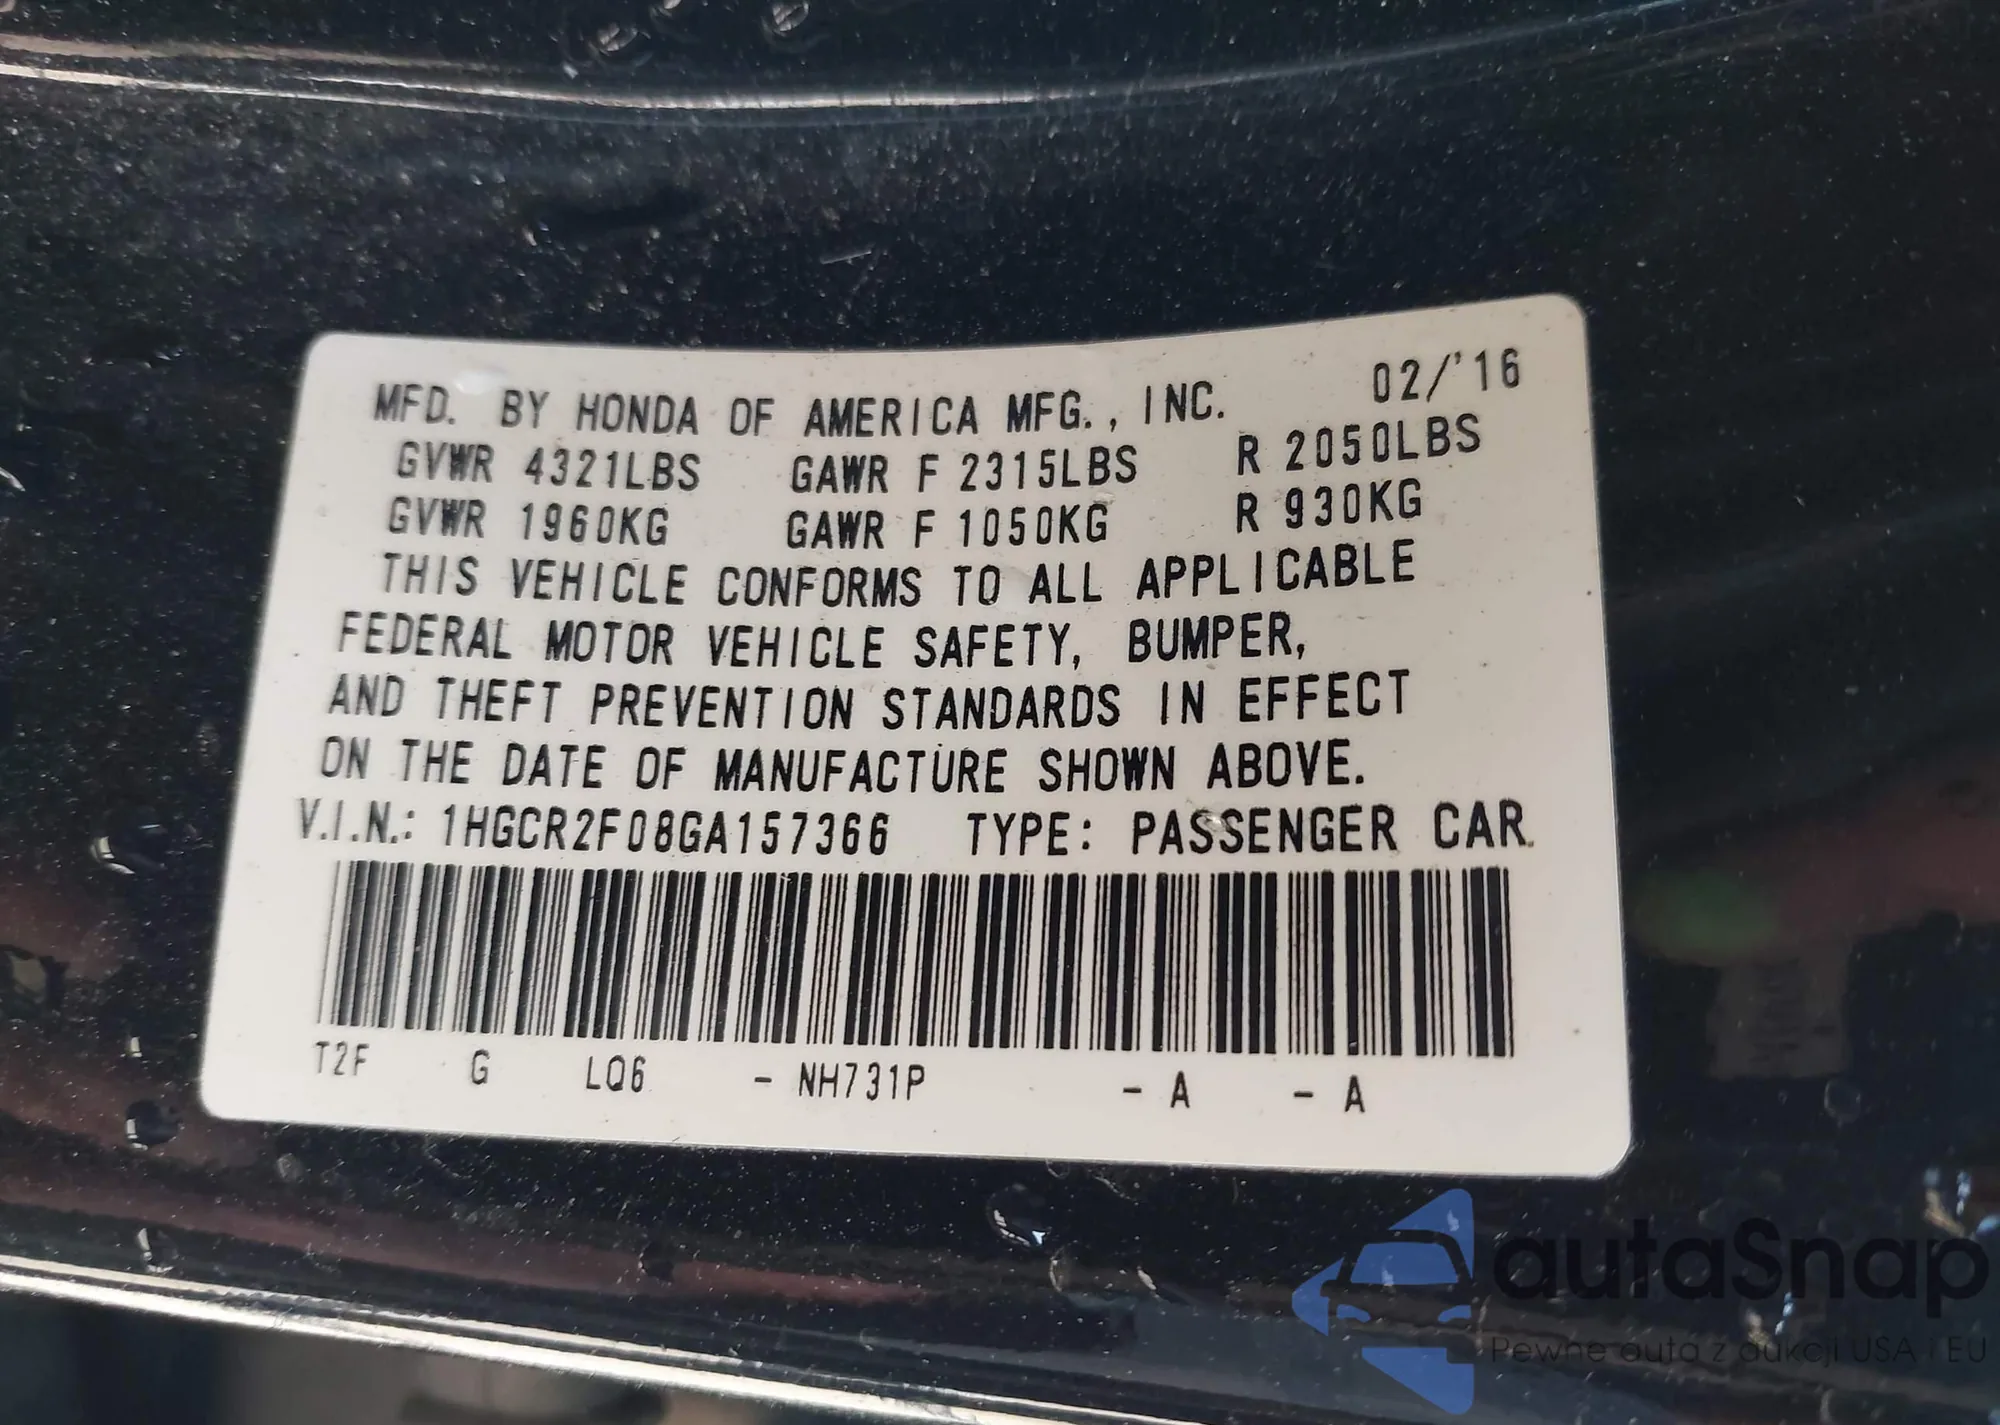 MFD. BY HONDA OF AMERICA MFG., INC. 02/'16
GVWR 4321LBS GAWR F 2315LBS R 2050LBS
GVWR 1960KG GAWR F 1050KG R 930KG
THIS VEHICLE CONFORMS TO ALL APPLICABLE
FEDERAL MOTOR VEHICLE SAFETY, BUMPER,
AND THEFT PREVENTION STANDARDS IN EFFECT
ON THE DATE OF MANUFACTURE SHOWN ABOVE.
V.I.N.: 1HGCR2F08GA157366 TYPE: PASSENGER CAR
T2F G LQ6 - NH731P - A - A
autaSnap
Pewne auta z aukcji USA i EU